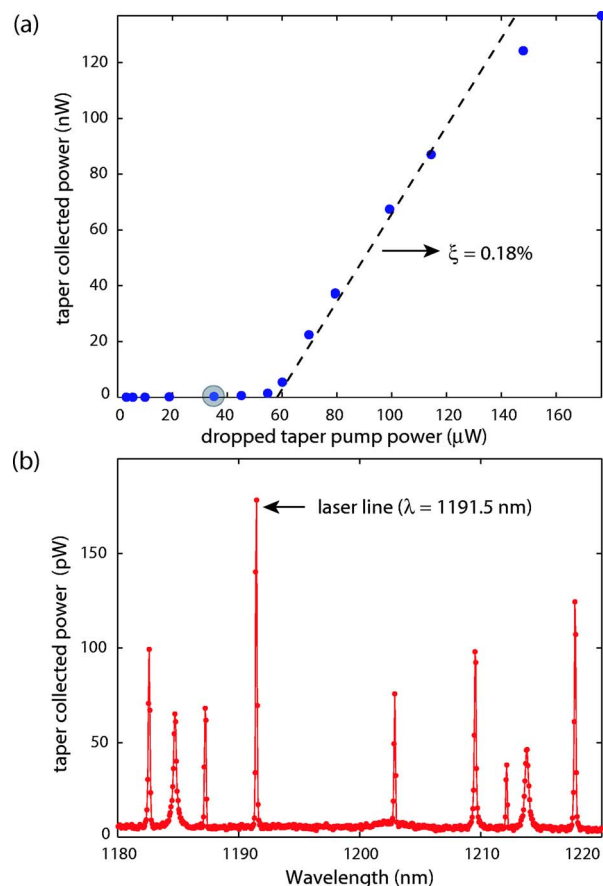 (a)
taper collected power (nW)
120
100
80
60
40
20
0
ξ = 0.18%
0 20 40 60 80 100 120 140 160
dropped taper pump power (μW)
(b)
taper collected power (pW)
150
100
50
0
laser line (λ = 1191.5 nm)
1180 1190 1200 1210 1220
Wavelength (nm)